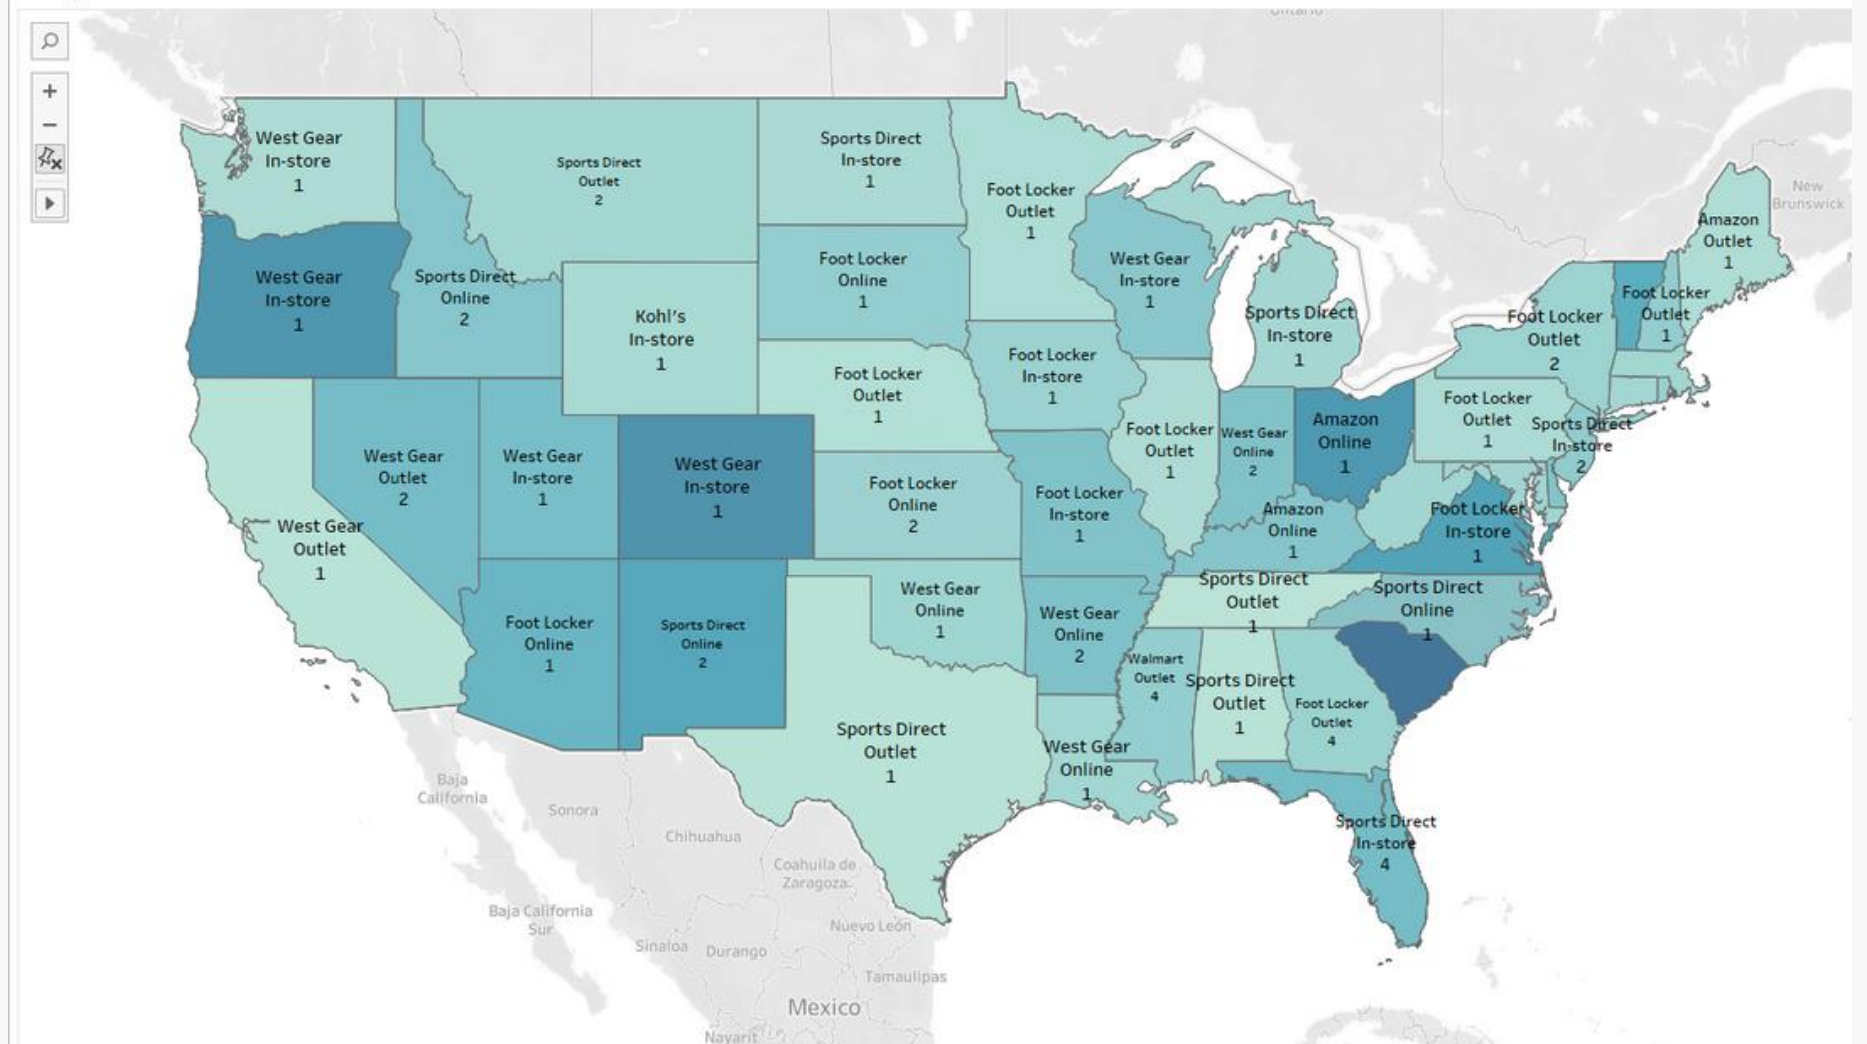 Ontario
West Gear
In-store
1
Sports Direct
Outlet
2
Sports Direct
In-store
1
Foot Locker
Outlet
1
New
Brunswick
Amazon
Outlet
1
West Gear
In-store
1
Sports Direct
Online
2
Kohl's
In-store
1
Foot Locker
Online
1
West Gear
In-store
1
Sports Direct
In-store
1
Foot Locker
Outlet
2
Foot Locker
Outlet
1
Foot Locker
Outlet
1
Foot Locker
In-store
1
Foot Locker
Outlet
1
Sports Direct
In-store
2
West Gear
Outlet
2
West Gear
In-store
1
West Gear
In-store
1
Foot Locker
Online
2
Foot Locker
In-store
1
Foot Locker
Outlet
1
West Gear
Online
2
Amazon
Online
1
Amazon
Online
1
Foot Locker
In-store
1
West Gear
Outlet
1
Foot Locker
Online
1
Sports Direct
Online
2
West Gear
Online
1
West Gear
Online
2
Sports Direct
Outlet
1
Sports Direct
Online
1
Walmart
Outlet
4
Sports Direct
Outlet
1
Foot Locker
Outlet
4
Sports Direct
Outlet
1
West Gear
Online
1
Sports Direct
In-store
4
Baja
California
Sonora
Chihuahua
Coahuila de
Zaragoza
Baja California
Sur
Nuevo León
Sinaloa
Durango
Tamaulipas
Mexico
Nayarit